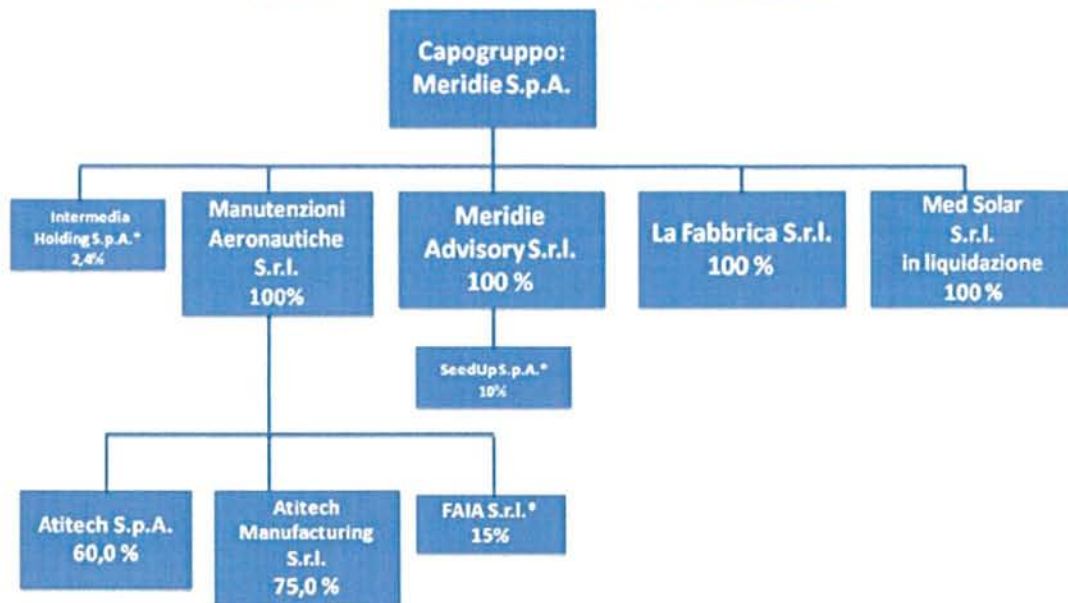 Capogruppo:
Meridie S.p.A.
Intermedia
Holding S.p.A.*
2,4%
Manutenzioni
Aeronautiche
S.r.l.
100%
Meridie
Advisory S.r.l.
100 %
La Fabbrica S.r.l.
100 %
Med Solar
S.r.l.
in liquidazione
100 %
SeedUp S.p.A.*
10%
Atitech S.p.A.
60,0 %
Atitech
Manufacturing
S.r.l.
75,0 %
FAIA S.r.l.*
15%